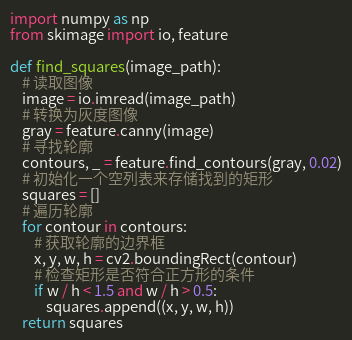 import numpy as np
from skimage import io, feature
def find_squares(image_path):
# 读取图像
image = io.imread(image_path)
# 转换为灰度图像
gray = feature.canny(image)
# 寻找轮廓
contours, _ = feature.find_contours(gray, 0.02)
# 初始化一个空列表来存储找到的矩形
squares = []
# 遍历轮廓
for contour in contours:
# 获取轮廓的边界框
x, y, w, h = cv2.boundingRect(contour)
# 检查矩形是否符合正方形的条件
if w / h < 1.5 and w / h > 0.5:
squares.append((x, y, w, h))
return squares